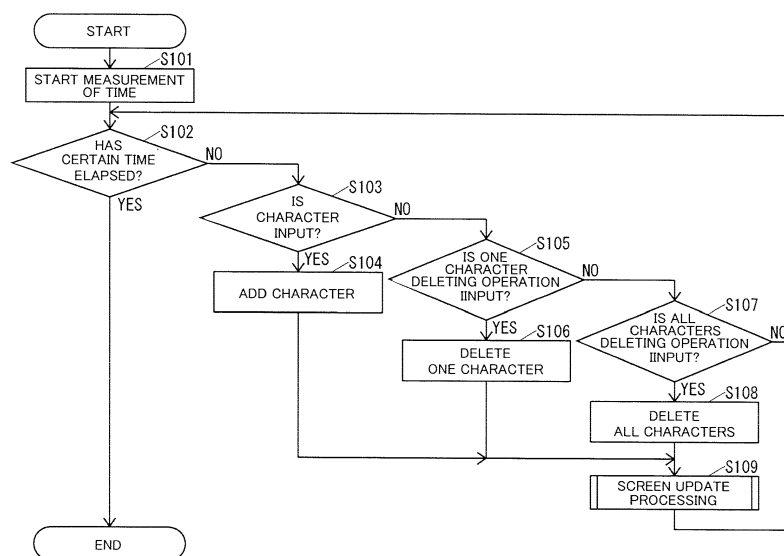 START
S101
START MEASUREMENT
OF TIME
S102
HAS
CERTAIN TIME
ELAPSED?
NO
YES
S103
IS
CHARACTER
INPUT?
NO
YES
S104
ADD CHARACTER
S105
IS ONE
CHARACTER
DELETING OPERATION
IINPUT?
NO
YES
S106
DELETE
ONE CHARACTER
S107
IS ALL
CHARACTERS
DELETING OPERATION
IINPUT?
NO
YES
S108
DELETE
ALL CHARACTERS
S109
SCREEN UPDATE
PROCESSING
END